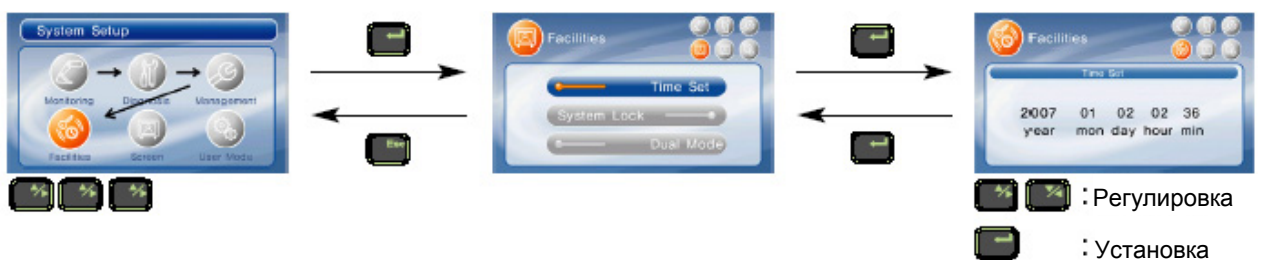 System Setup
Monitoring Diagnosis Management
Facilities Screen User Mode
Esc
Facilities
Time Set
System Lock
Dual Mode
Facilities
Time Set
2007 01 02 02 36
year mon day hour min
: Регулировка
: Установка